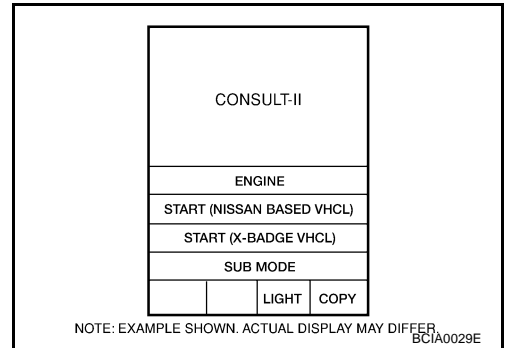 CONSULT-II
ENGINE
START (NISSAN BASED VHCL)
START (X-BADGE VHCL)
SUB MODE
LIGHT COPY
NOTE: EXAMPLE SHOWN. ACTUAL DISPLAY MAY DIFFER.
BCIA0029E